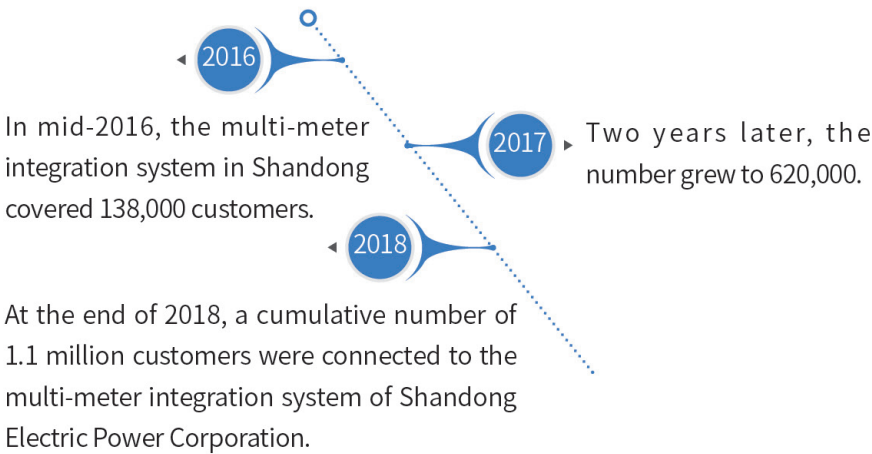 2016
In mid-2016, the multi-meter
integration system in Shandong
covered 138,000 customers.
2017
Two years later, the
number grew to 620,000.
2018
At the end of 2018, a cumulative number of
1.1 million customers were connected to the
multi-meter integration system of Shandong
Electric Power Corporation.